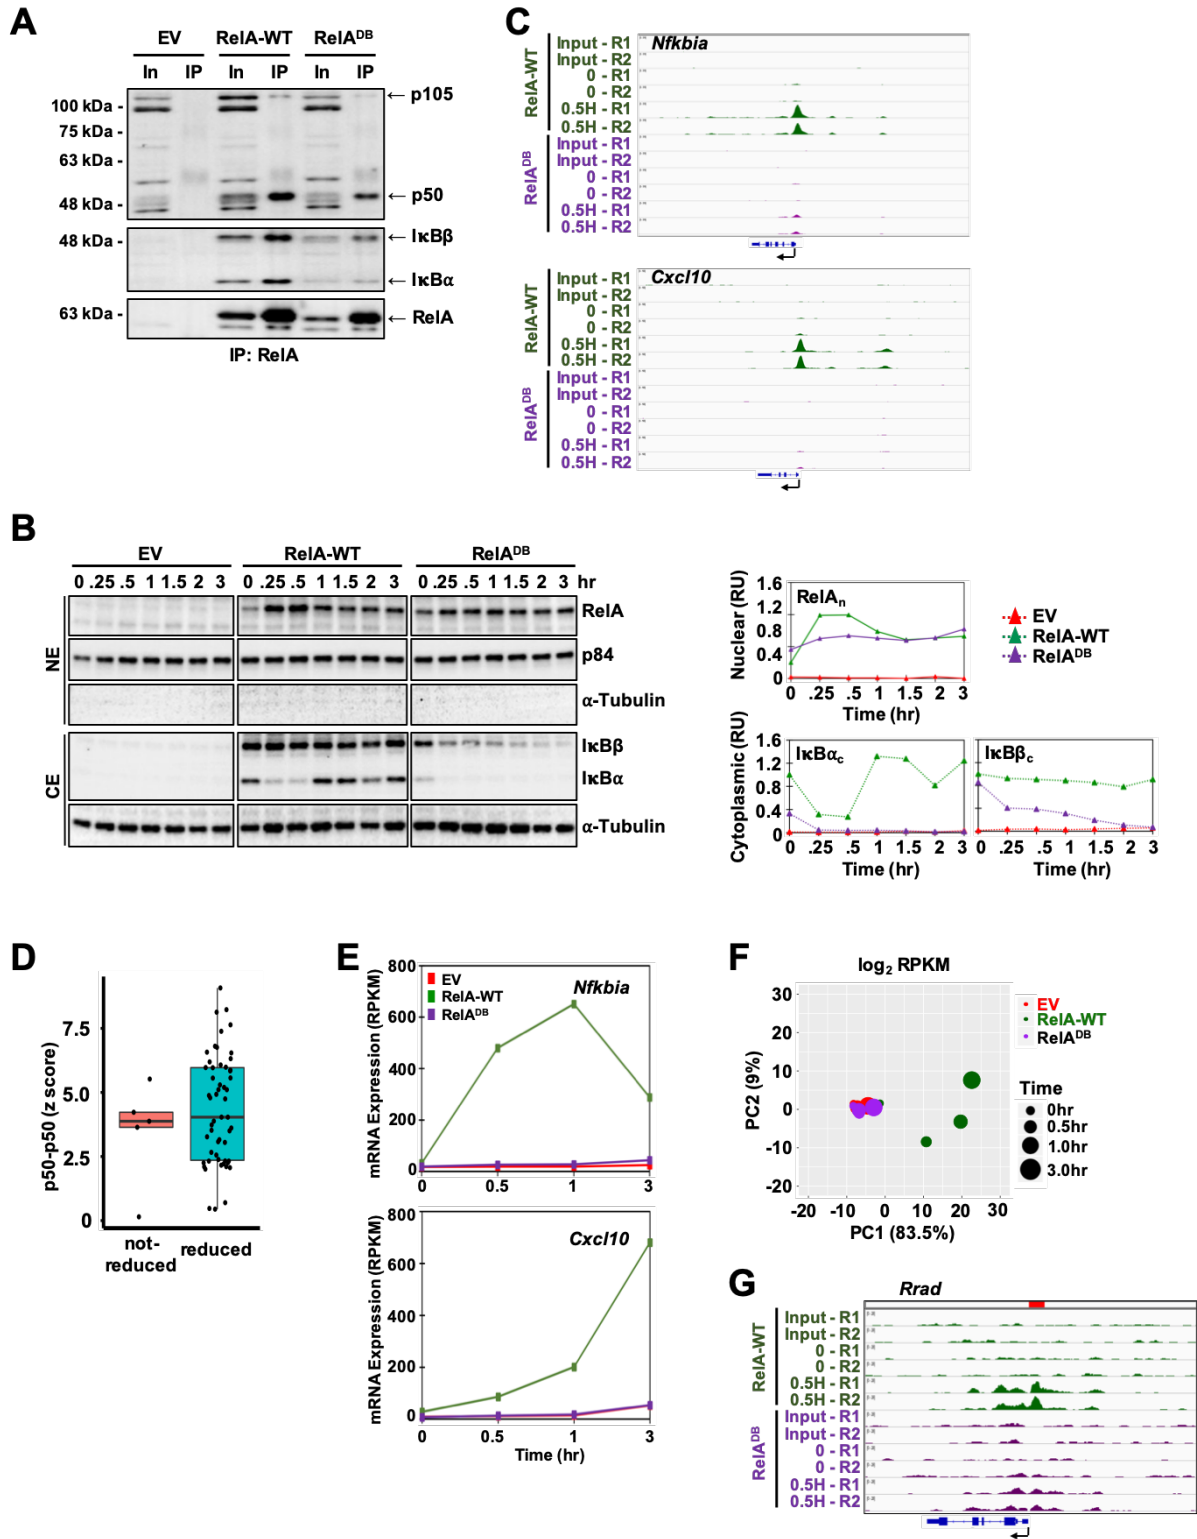 A
EV RelA-WT RelA^DB
In IP In IP In IP
100 kDa -
75 kDa -
63 kDa -
48 kDa -
← p105
← p50
48 kDa -
← IκBβ
← IκBα
63 kDa -
← RelA
IP: RelA
C
Nfkbia
RelA-WT
Input - R1
Input - R2
0 - R1
0 - R2
0.5H - R1
0.5H - R2
RelA^DB
Input - R1
Input - R2
0 - R1
0 - R2
0.5H - R1
0.5H - R2
Cxcl10
RelA-WT
Input - R1
Input - R2
0 - R1
0 - R2
0.5H - R1
0.5H - R2
RelA^DB
Input - R1
Input - R2
0 - R1
0 - R2
0.5H - R1
0.5H - R2
B
EV RelA-WT RelA^DB
0 .25 .5 1 1.5 2 3 0 .25 .5 1 1.5 2 3 0 .25 .5 1 1.5 2 3 hr
NE
RelA
p84
α-Tubulin
CE
IκBβ
IκBα
α-Tubulin
Nuclear (RU)
RelAn
1.6
1.2
0.8
0.4
0
0 .25 .5 1 1.5 2 3
Time (hr)
EV
RelA-WT
RelA^DB
Cytoplasmic (RU)
IκBαc
1.6
1.2
0.8
0.4
0
0 .25 .5 1 1.5 2 3
Time (hr)
IκBβc
0 .25 .5 1 1.5 2 3
Time (hr)
D
p50-p50 (z score)
7.5
5.0
2.5
0
not-reduced
reduced
E
mRNA Expression (RPKM)
800
600
400
200
0
EV
RelA-WT
RelA^DB
Nfkbia
0 0.5 1 3
mRNA Expression (RPKM)
800
600
400
200
0
Cxcl10
0 0.5 1 3
Time (hr)
F
log2 RPKM
PC2 (9%)
30
20
10
0
-10
-20
-20 -10 0 10 20 30
PC1 (83.5%)
EV
RelA-WT
RelA^DB
Time
0hr
0.5hr
1.0hr
3.0hr
G
Rrad
RelA-WT
Input - R1
Input - R2
0 - R1
0 - R2
0.5H - R1
0.5H - R2
RelA^DB
Input - R1
Input - R2
0 - R1
0 - R2
0.5H - R1
0.5H - R2